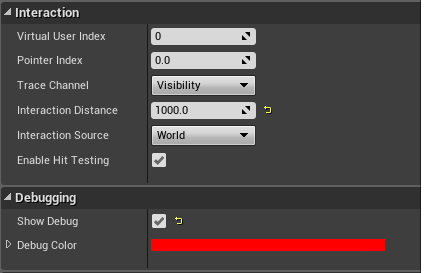 Interaction
Virtual User Index 0
Pointer Index 0.0
Trace Channel Visibility
Interaction Distance 1000.0
Interaction Source World
Enable Hit Testing
Debugging
Show Debug
Debug Color